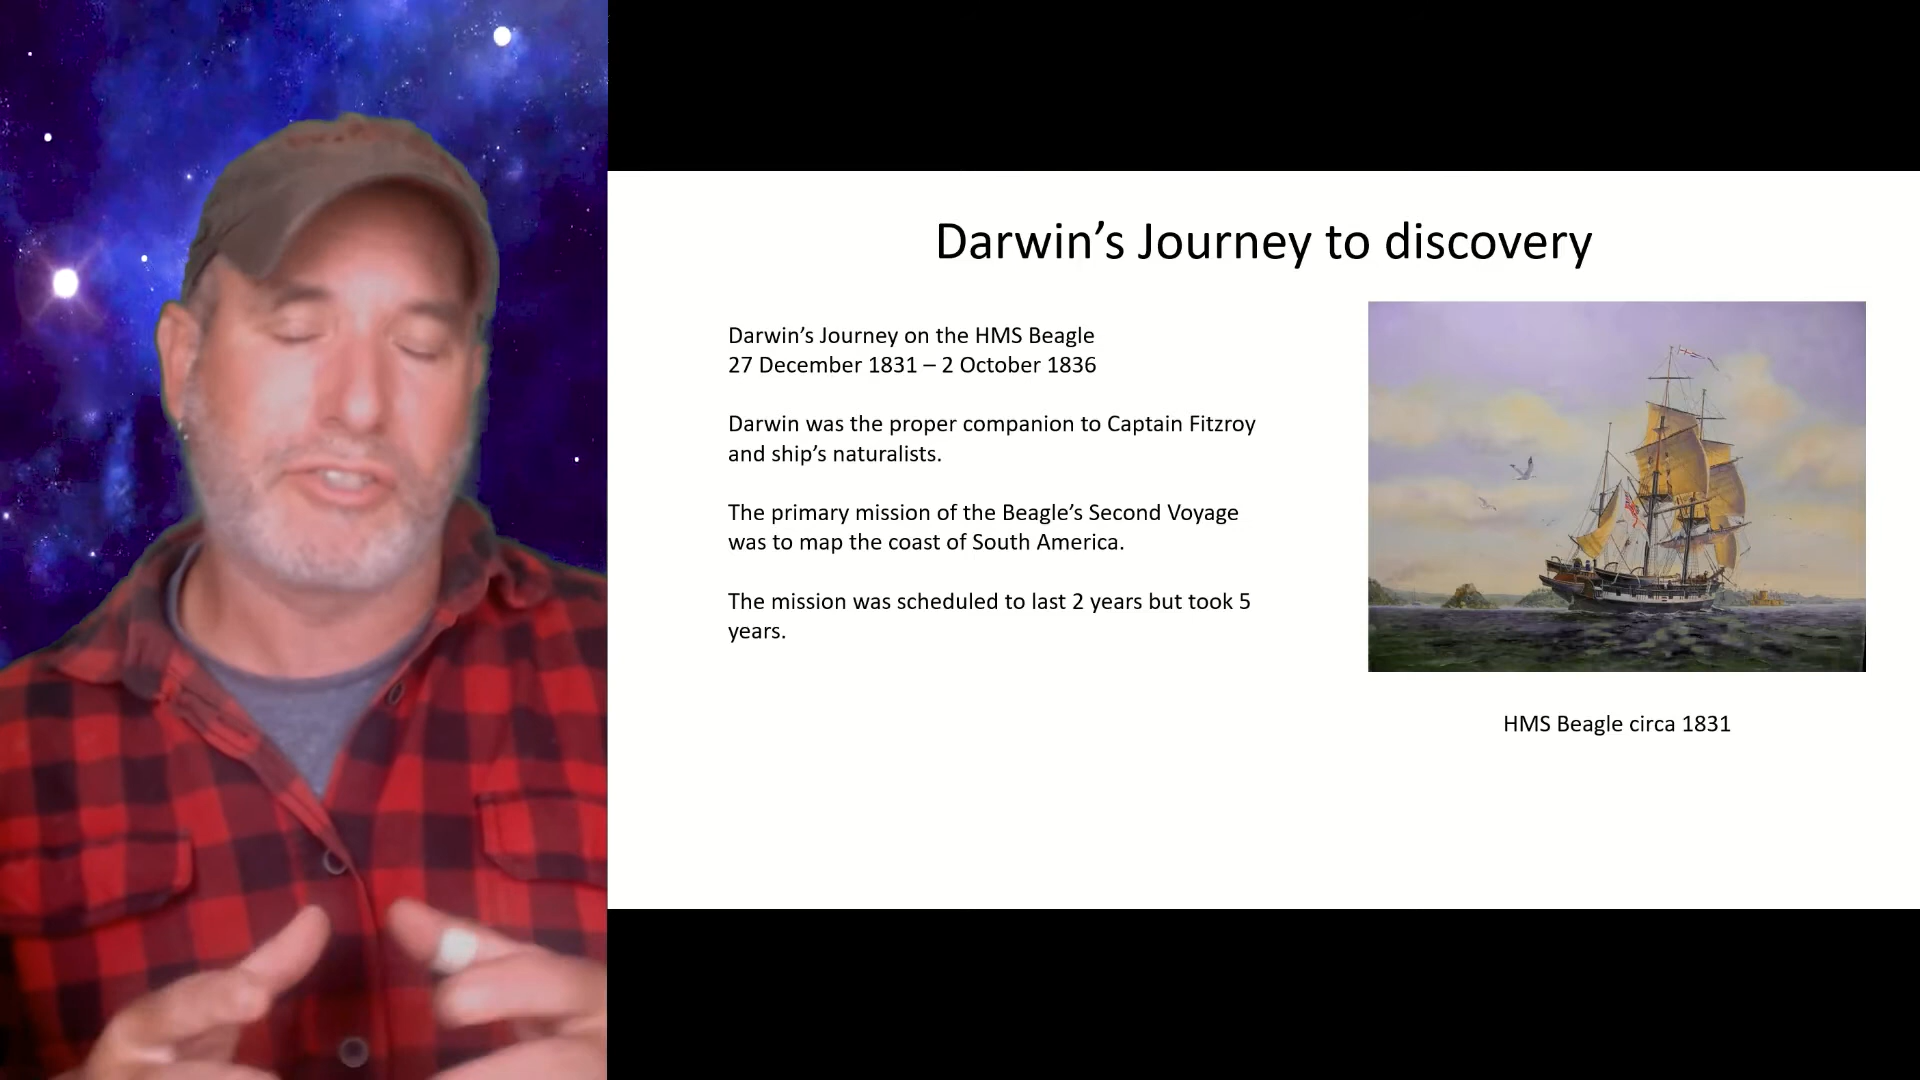 Darwin’s Journey to discovery
Darwin’s Journey on the HMS Beagle
27 December 1831 – 2 October 1836
Darwin was the proper companion to Captain Fitzroy
and ship’s naturalists.
The primary mission of the Beagle’s Second Voyage
was to map the coast of South America.
The mission was scheduled to last 2 years but took 5
years.
HMS Beagle circa 1831